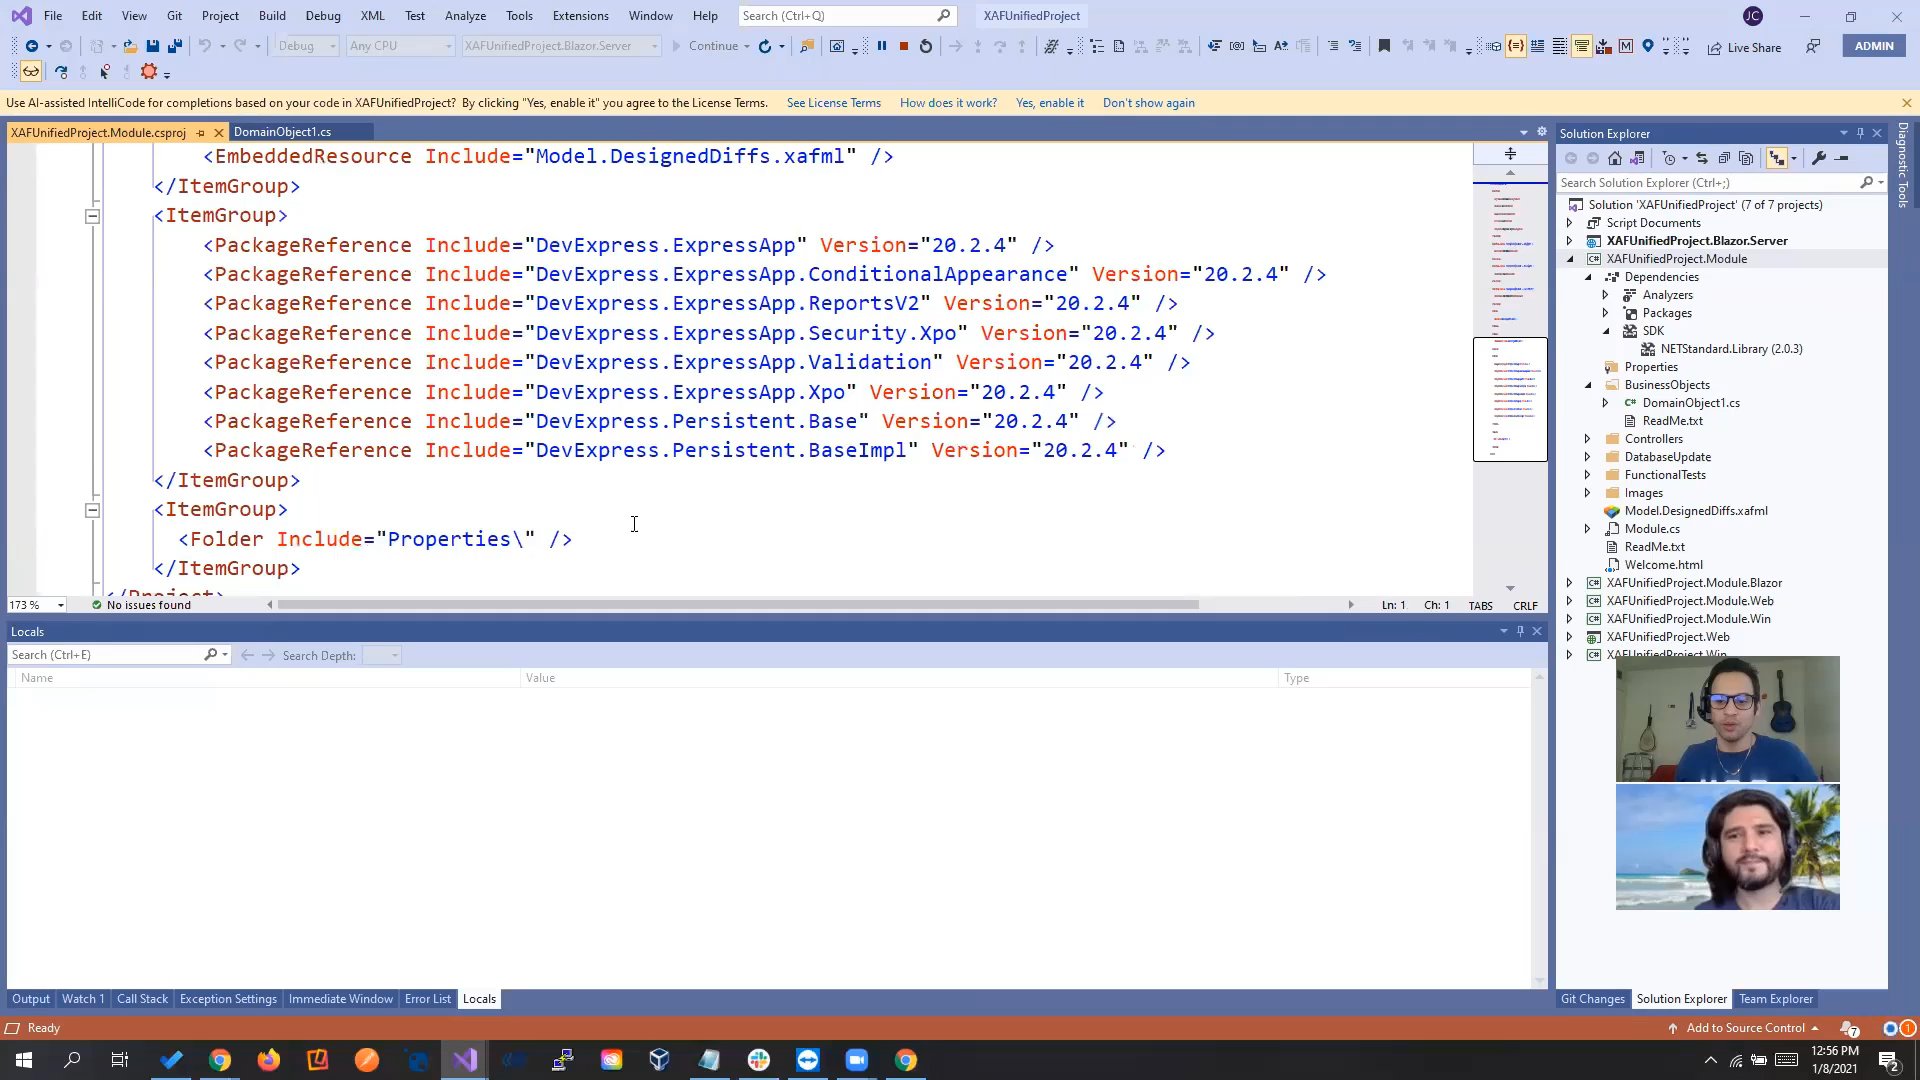 File Edit View Git Project Build Debug XML Test Analyze Tools Extensions Window Help Search (Ctrl+Q) XAFUnifiedProject JC
Debug Any CPU XAFUnifiedProject.Blazor.Server Continue Live Share ADMIN
Use AI-assisted IntelliCode for completions based on your code in XAFUnifiedProject? By clicking "Yes, enable it" you agree to the License Terms. See License Terms How does it work? Yes, enable it Don't show again
XAFUnifiedProject.Module.csproj DomainObject1.cs
<EmbeddedResource Include="Model.DesignedDiffs.xafml" />
</ItemGroup>
<ItemGroup>
<PackageReference Include="DevExpress.ExpressApp" Version="20.2.4" />
<PackageReference Include="DevExpress.ExpressApp.ConditionalAppearance" Version="20.2.4" />
<PackageReference Include="DevExpress.ExpressApp.ReportsV2" Version="20.2.4" />
<PackageReference Include="DevExpress.ExpressApp.Security.Xpo" Version="20.2.4" />
<PackageReference Include="DevExpress.ExpressApp.Validation" Version="20.2.4" />
<PackageReference Include="DevExpress.ExpressApp.Xpo" Version="20.2.4" />
<PackageReference Include="DevExpress.Persistent.Base" Version="20.2.4" />
<PackageReference Include="DevExpress.Persistent.BaseImpl" Version="20.2.4" />
</ItemGroup>
<ItemGroup>
<Folder Include="Properties\" />
</ItemGroup>
</Project>
173 % No issues found Ln: 1 Ch: 1 TABS CRLF
Locals
Search (Ctrl+E) Search Depth:
Name Value Type
Output Watch 1 Call Stack Exception Settings Immediate Window Error List Locals
Solution Explorer
Search Solution Explorer (Ctrl+;)
Solution 'XAFUnifiedProject' (7 of 7 projects)
Script Documents
XAFUnifiedProject.Blazor.Server
XAFUnifiedProject.Module
Dependencies
Analyzers
Packages
SDK
NETStandard.Library (2.0.3)
Properties
BusinessObjects
DomainObject1.cs
ReadMe.txt
Controllers
DatabaseUpdate
FunctionalTests
Images
Model.DesignedDiffs.xafml
Module.cs
ReadMe.txt
Welcome.html
XAFUnifiedProject.Module.Blazor
XAFUnifiedProject.Module.Web
XAFUnifiedProject.Module.Win
XAFUnifiedProject.Web
XAFUnifiedProject.Win
Git Changes Solution Explorer Team Explorer
Diagnostic Tools
Ready Add to Source Control 7 1
12:56 PM
1/8/2021
2